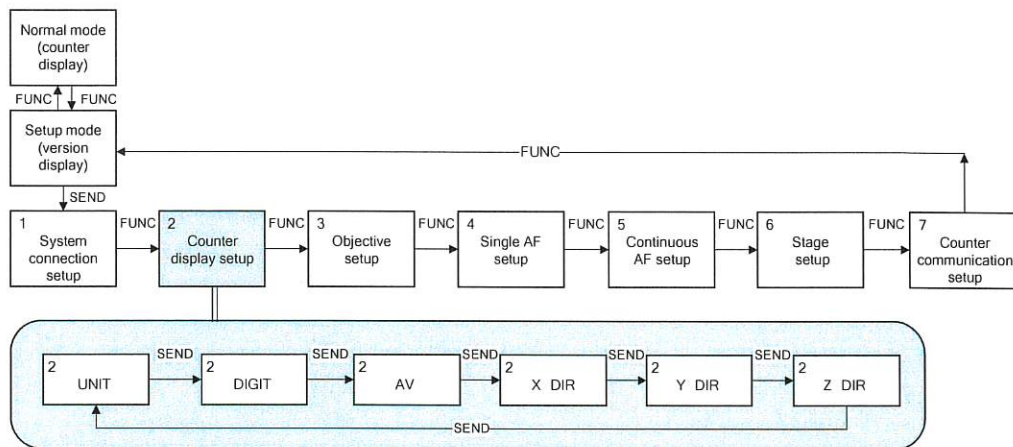 Normal mode
(counter
display)
FUNC FUNC
Setup mode
(version
display)
FUNC
SEND
1
System
connection
setup
FUNC
2
Counter
display setup
FUNC
3
Objective
setup
FUNC
4
Single AF
setup
FUNC
5
Continuous
AF setup
FUNC
6
Stage
setup
FUNC
7
Counter
communication
setup
2
UNIT
SEND
2
DIGIT
SEND
2
AV
SEND
2
X DIR
SEND
2
Y DIR
SEND
2
Z DIR
SEND